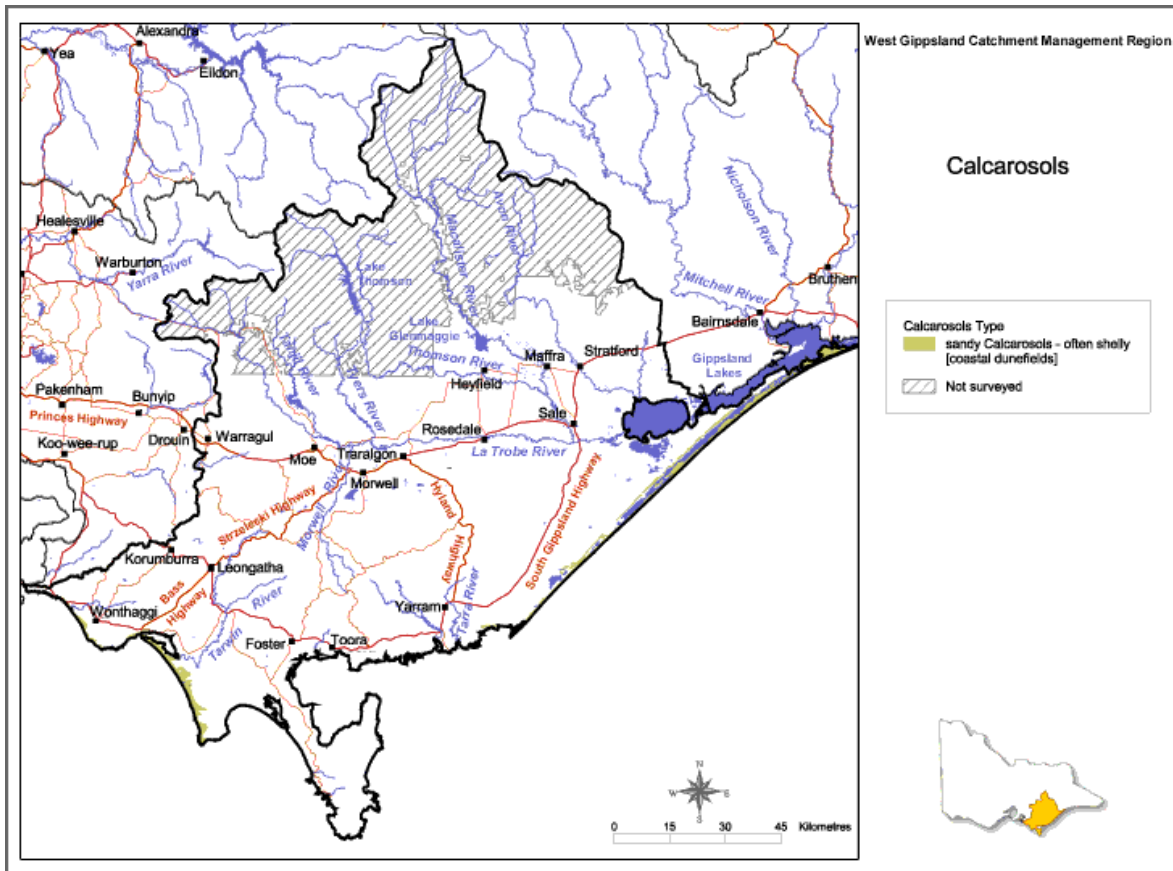 West Gippsland Catchment Management Region
Calcarosols
Calcarosols Type
sandy Calcarosols - often shelly
[coastal dunefields]
Not surveyed
Alexandra
Yea
Eildon
Healesville
Warburton
Yarra River
Lake
Thomson
Macalister River
Avon River
Nicholson River
Mitchell River
Bruthen
Bairnsdale
Lake
Glenmaggie
Thomson River
Maffra
Stratford
Gippsland
Lakes
Tanjil River
Tyers River
Heyfield
Pakenham
Bunyip
Princes Highway
Koo-wee-rup
Drouin
Warragul
Moe
Traralgon
Morwell
Rosedale
Sale
La Trobe River
Strzelecki Highway
Morwell River
Hyland
Highway
South Gippsland Highway
Korumburra
Leongatha
Bass
Highway
Wonthaggi
Tarwin River
Yarram
Tarra River
Foster
Toora
N
W
E
S
0 15 30 45 Kilometres